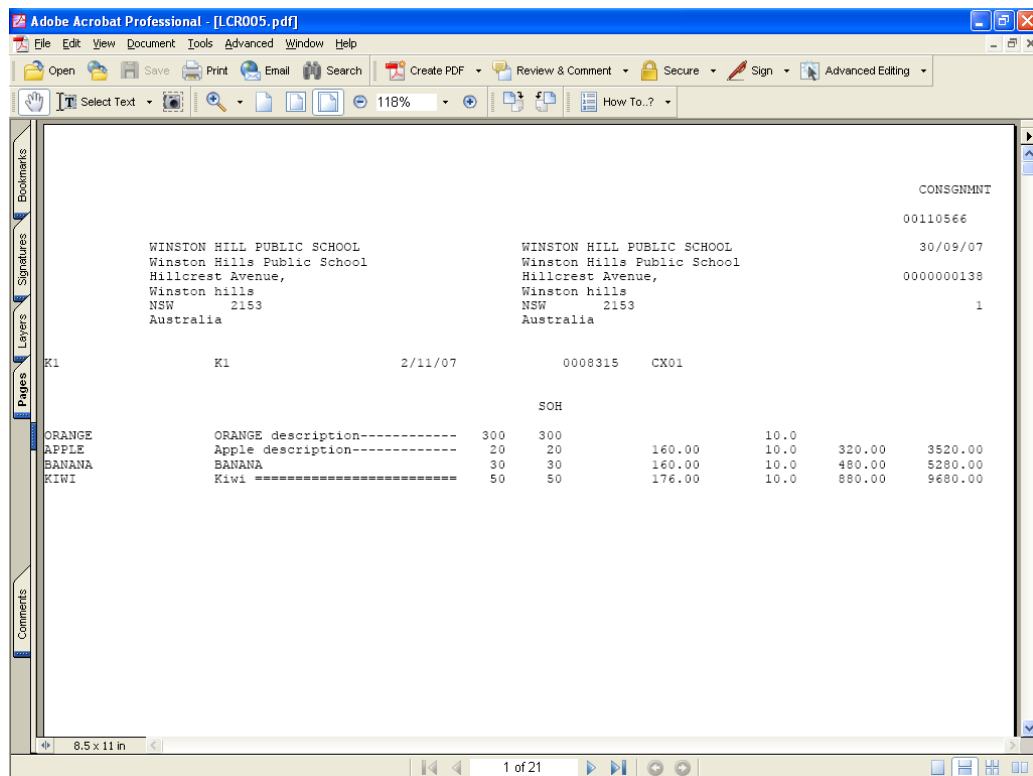 Adobe Acrobat Professional - [LCR005.pdf]
File Edit View Document Tools Advanced Window Help
Open Save Print Email Search Create PDF Review & Comment Secure Sign Advanced Editing
Select Text 118% How To..?
Bookmarks
Signatures
Layers
Pages
Comments
CONSGNMNT
00110566
WINSTON HILL PUBLIC SCHOOL WINSTON HILL PUBLIC SCHOOL 30/09/07
Winston Hills Public School Winston Hills Public School
Hillcrest Avenue, Hillcrest Avenue, 0000000138
Winston hills Winston hills
NSW 2153 NSW 2153 1
Australia Australia
K1 K1 2/11/07 0008315 CX01
SOH
ORANGE ORANGE description------------ 300 300 10.0
APPLE Apple description------------- 20 20 160.00 10.0 320.00 3520.00
BANANA BANANA 30 30 160.00 10.0 480.00 5280.00
KIWI Kiwi ========================= 50 50 176.00 10.0 880.00 9680.00
8.5 x 11 in
1 of 21